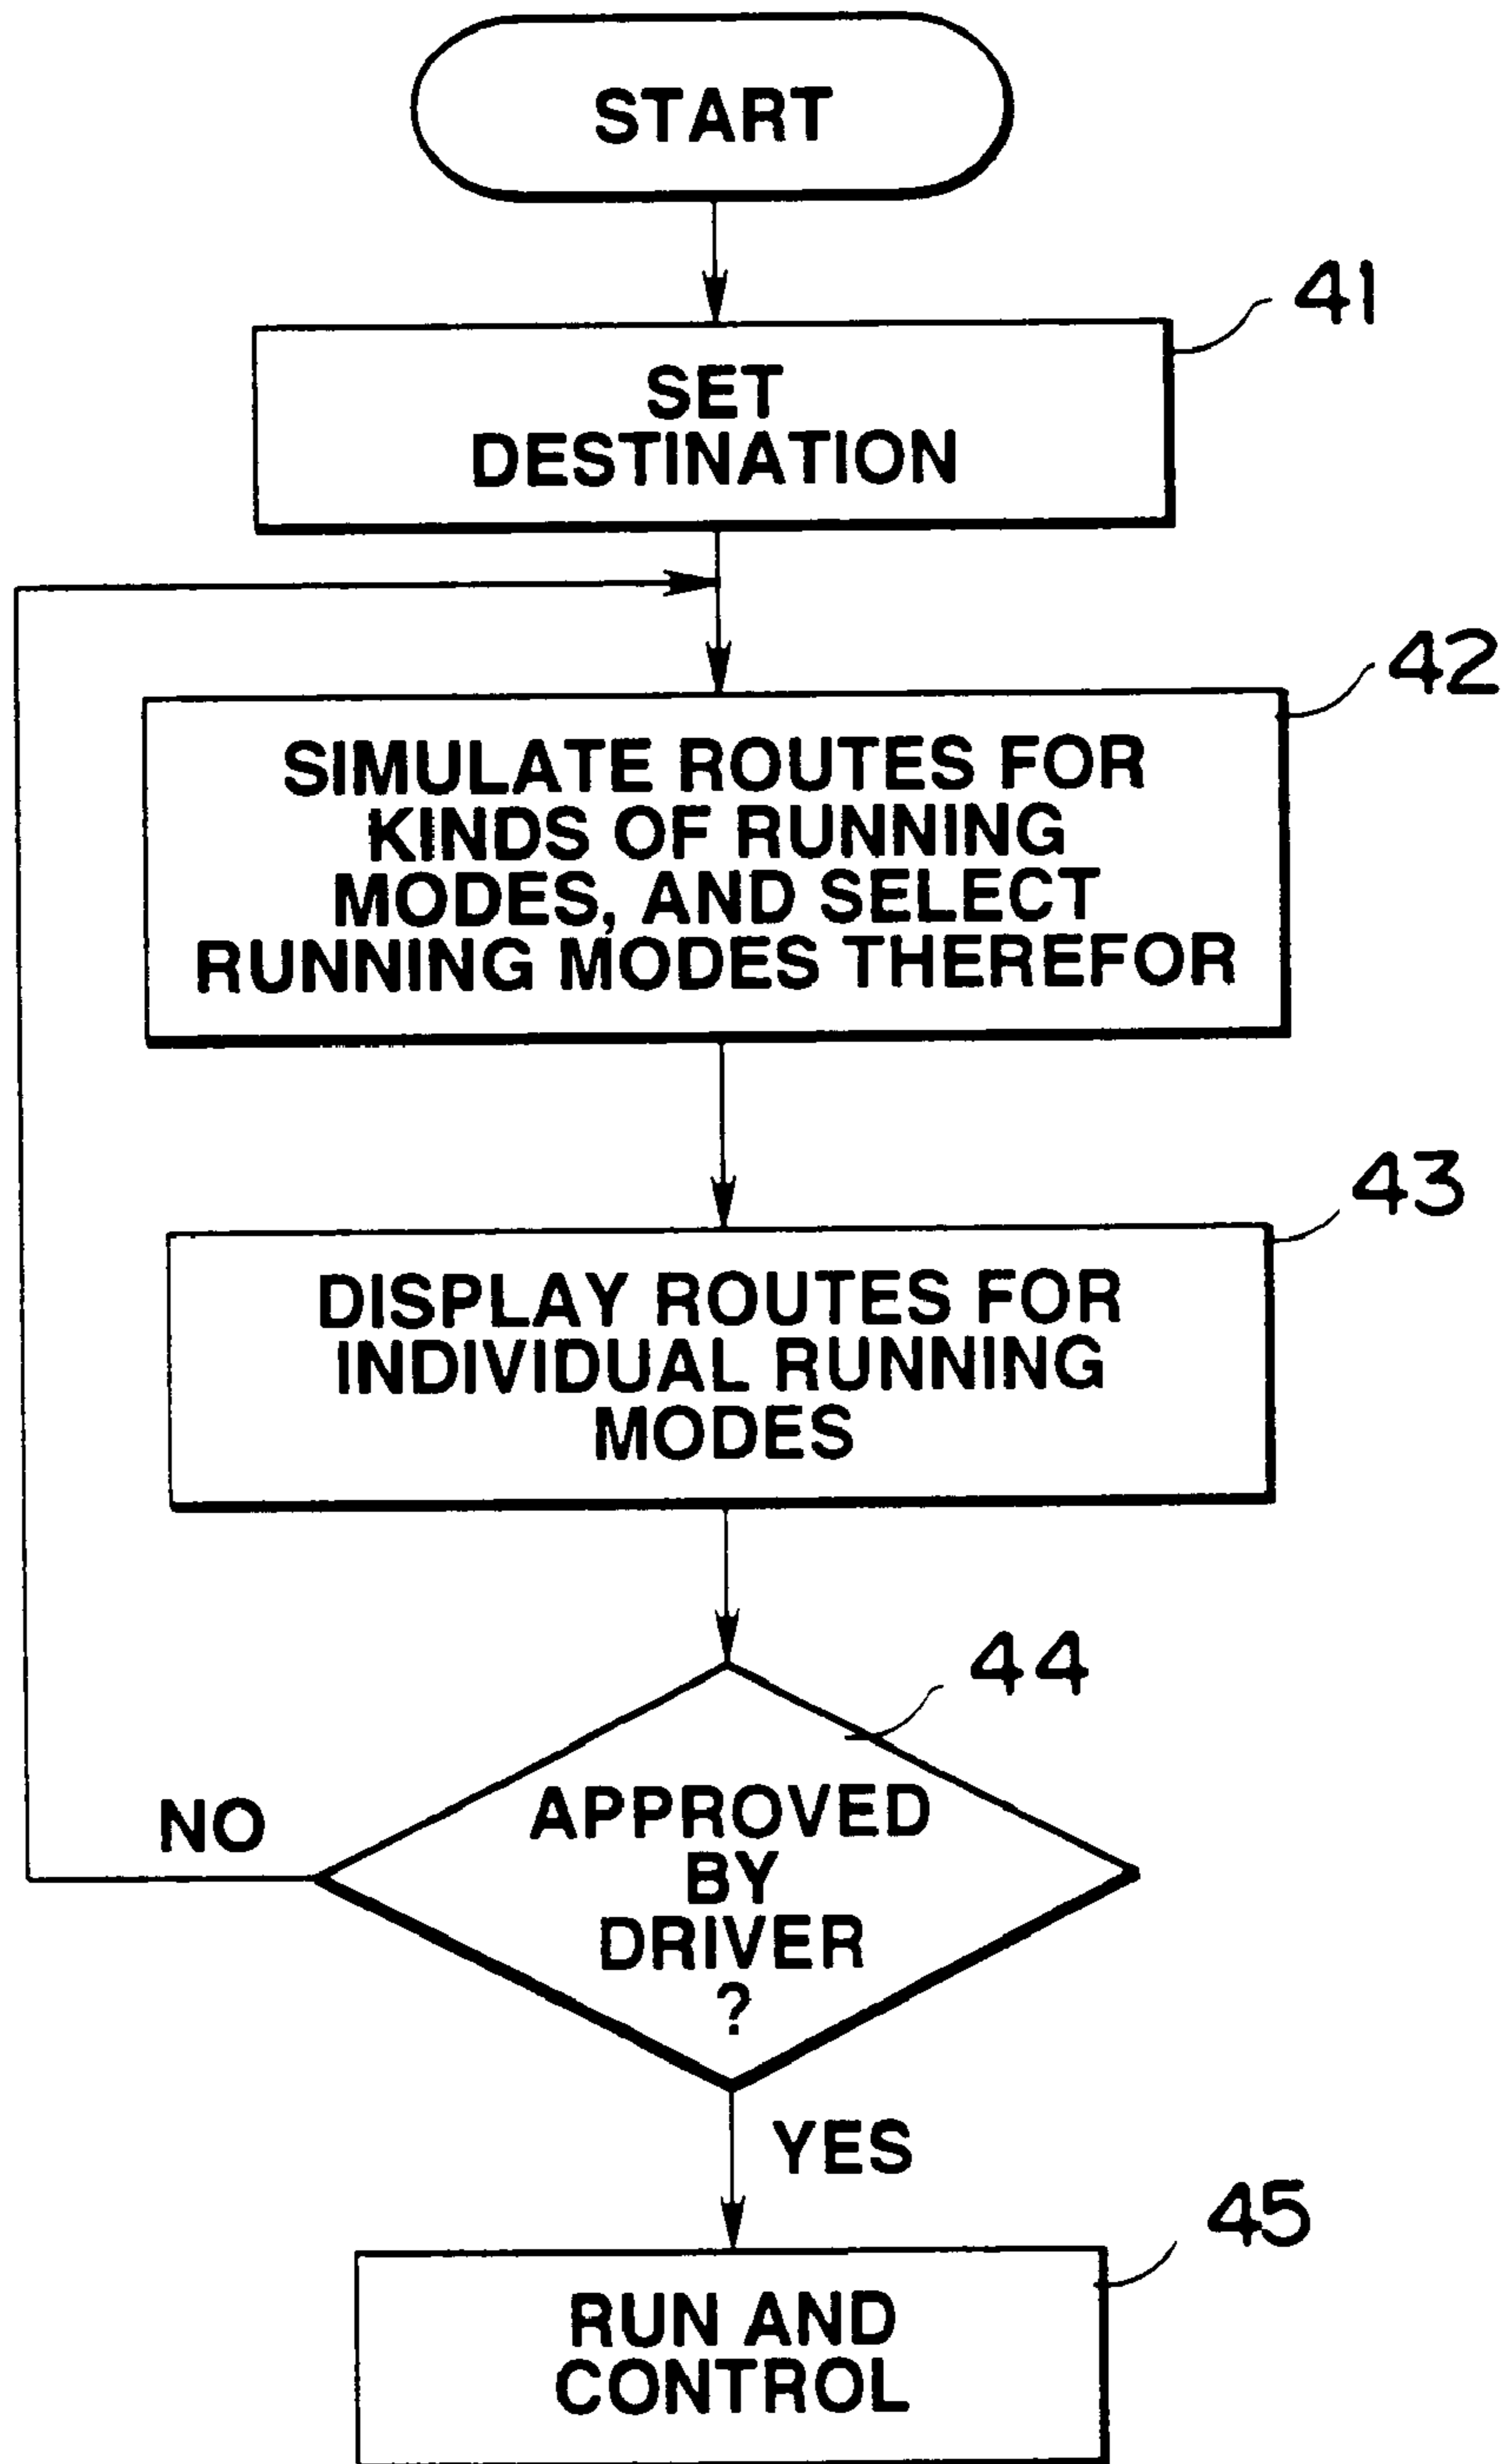 START
41
SET
DESTINATION
42
SIMULATE ROUTES FOR
KINDS OF RUNNING
MODES, AND SELECT
RUNNING MODES THEREFOR
43
DISPLAY ROUTES FOR
INDIVIDUAL RUNNING
MODES
44
APPROVED
BY
DRIVER
?
NO
YES
45
RUN AND
CONTROL